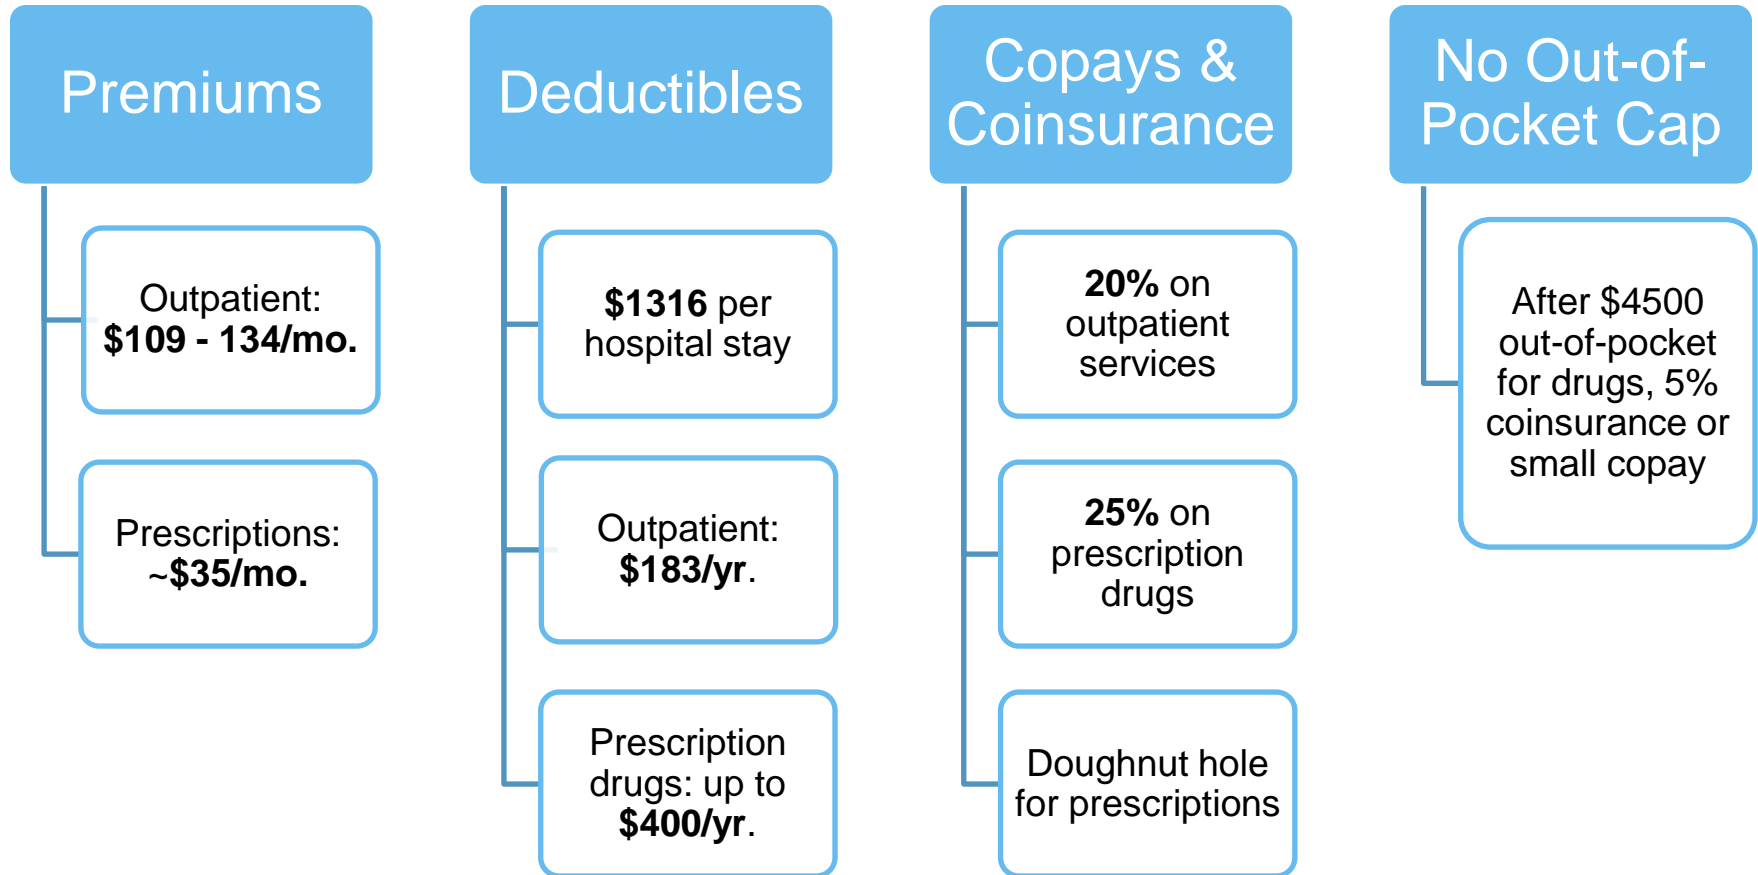 Premiums
Outpatient:
$109 - 134/mo.
Prescriptions:
~$35/mo.
Deductibles
$1316 per
hospital stay
Outpatient:
$183/yr.
Prescription
drugs: up to
$400/yr.
Copays &
Coinsurance
20% on
outpatient
services
25% on
prescription
drugs
Doughnut hole
for prescriptions
No Out-of-
Pocket Cap
After $4500
out-of-pocket
for drugs, 5%
coinsurance or
small copay